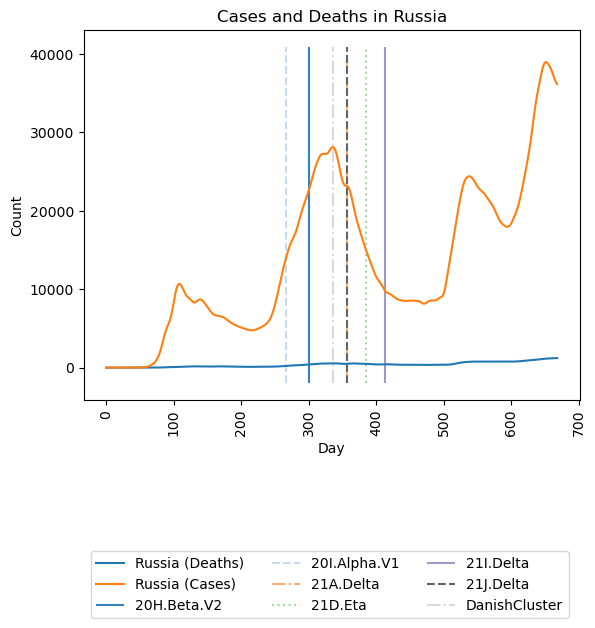 Cases and Deaths in Russia
40000
30000
20000
10000
0
Count
0 100 200 300 400 500 600 700
Day
Russia (Deaths) 20I.Alpha.V1 21I.Delta
Russia (Cases) 21A.Delta 21J.Delta
20H.Beta.V2 21D.Eta DanishCluster